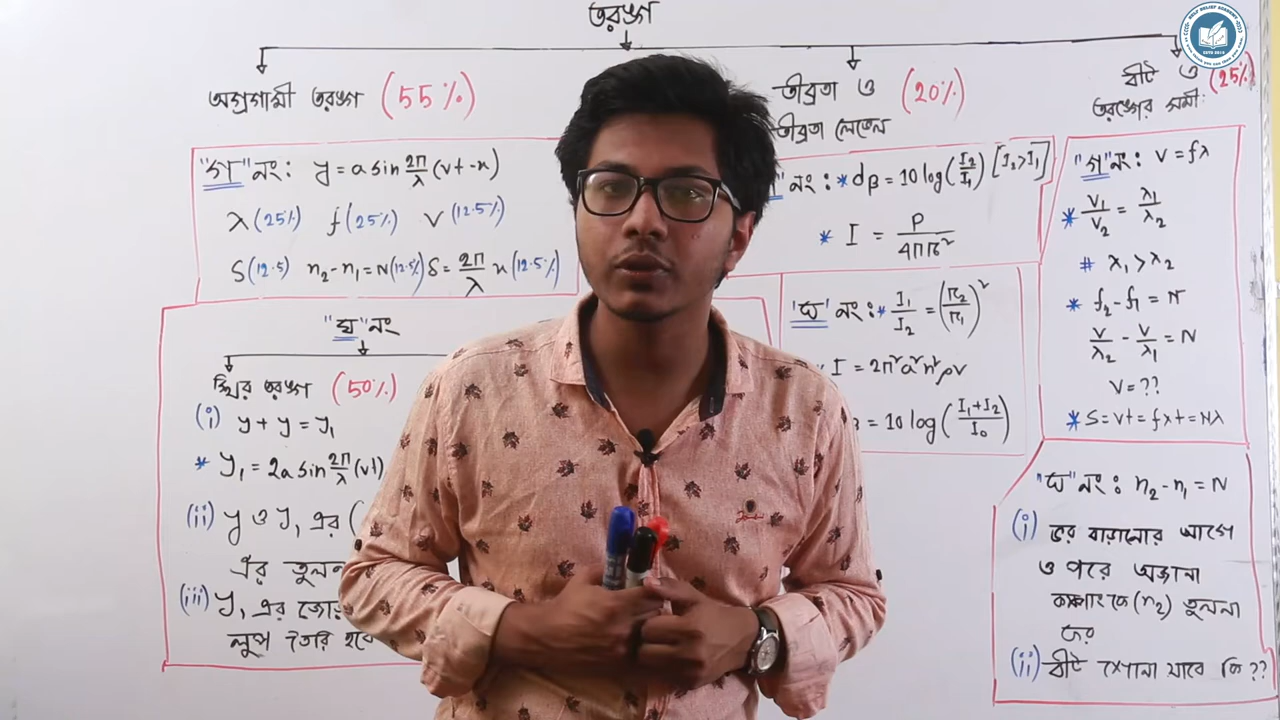 তরঙ্গ
অগ্রগামী তরঙ্গ (55%)
"গ" নং: y = a sin 2π/λ (vt - x)
λ (25%) f (25%) v (12.5%)
S (12.5) n₂ - n₁ = N (12.5%) δ = 2π/λ x (12.5%)
"ঘ" নং
স্থির তরঙ্গ (50%)
(i) y + y = y₁
* y₁ = 2a sin 2π/λ (vt)
(ii) y ও y₁ এর (
এর
(iii) y₁ এর
লুপ তৈরি হবে
তীব্রতা ও (20%)
তীব্রতা লেভেল
নং: * dβ = 10 log (I₂/I₁) [I₂ > I₁]
* I = P/4πr²
"ঘ" নং: * I₁/I₂ = (r₂/r₁)²
I = 2π²a²n²ρv
= 10 log (I₁+I₂/I₀)
বীট ও (25%)
তরঙ্গের সমী:
"গ" নং: v = fλ
* v₁/v₂ = λ₁/λ₂
# λ₁ > λ₂
* f₂ - f₁ = N
v/λ₂ - v/λ₁ = N
v = ??
* S = vt = fλt = Nλ
"ঘ" নং: n₂ - n₁ = N
(i) ভর বাড়ানোর আগে
ও পরে অজানা
(n₂) তুলনা
কর
(ii) বীট শোনা যাবে কি ??
SELF BELIEF ACADEMY